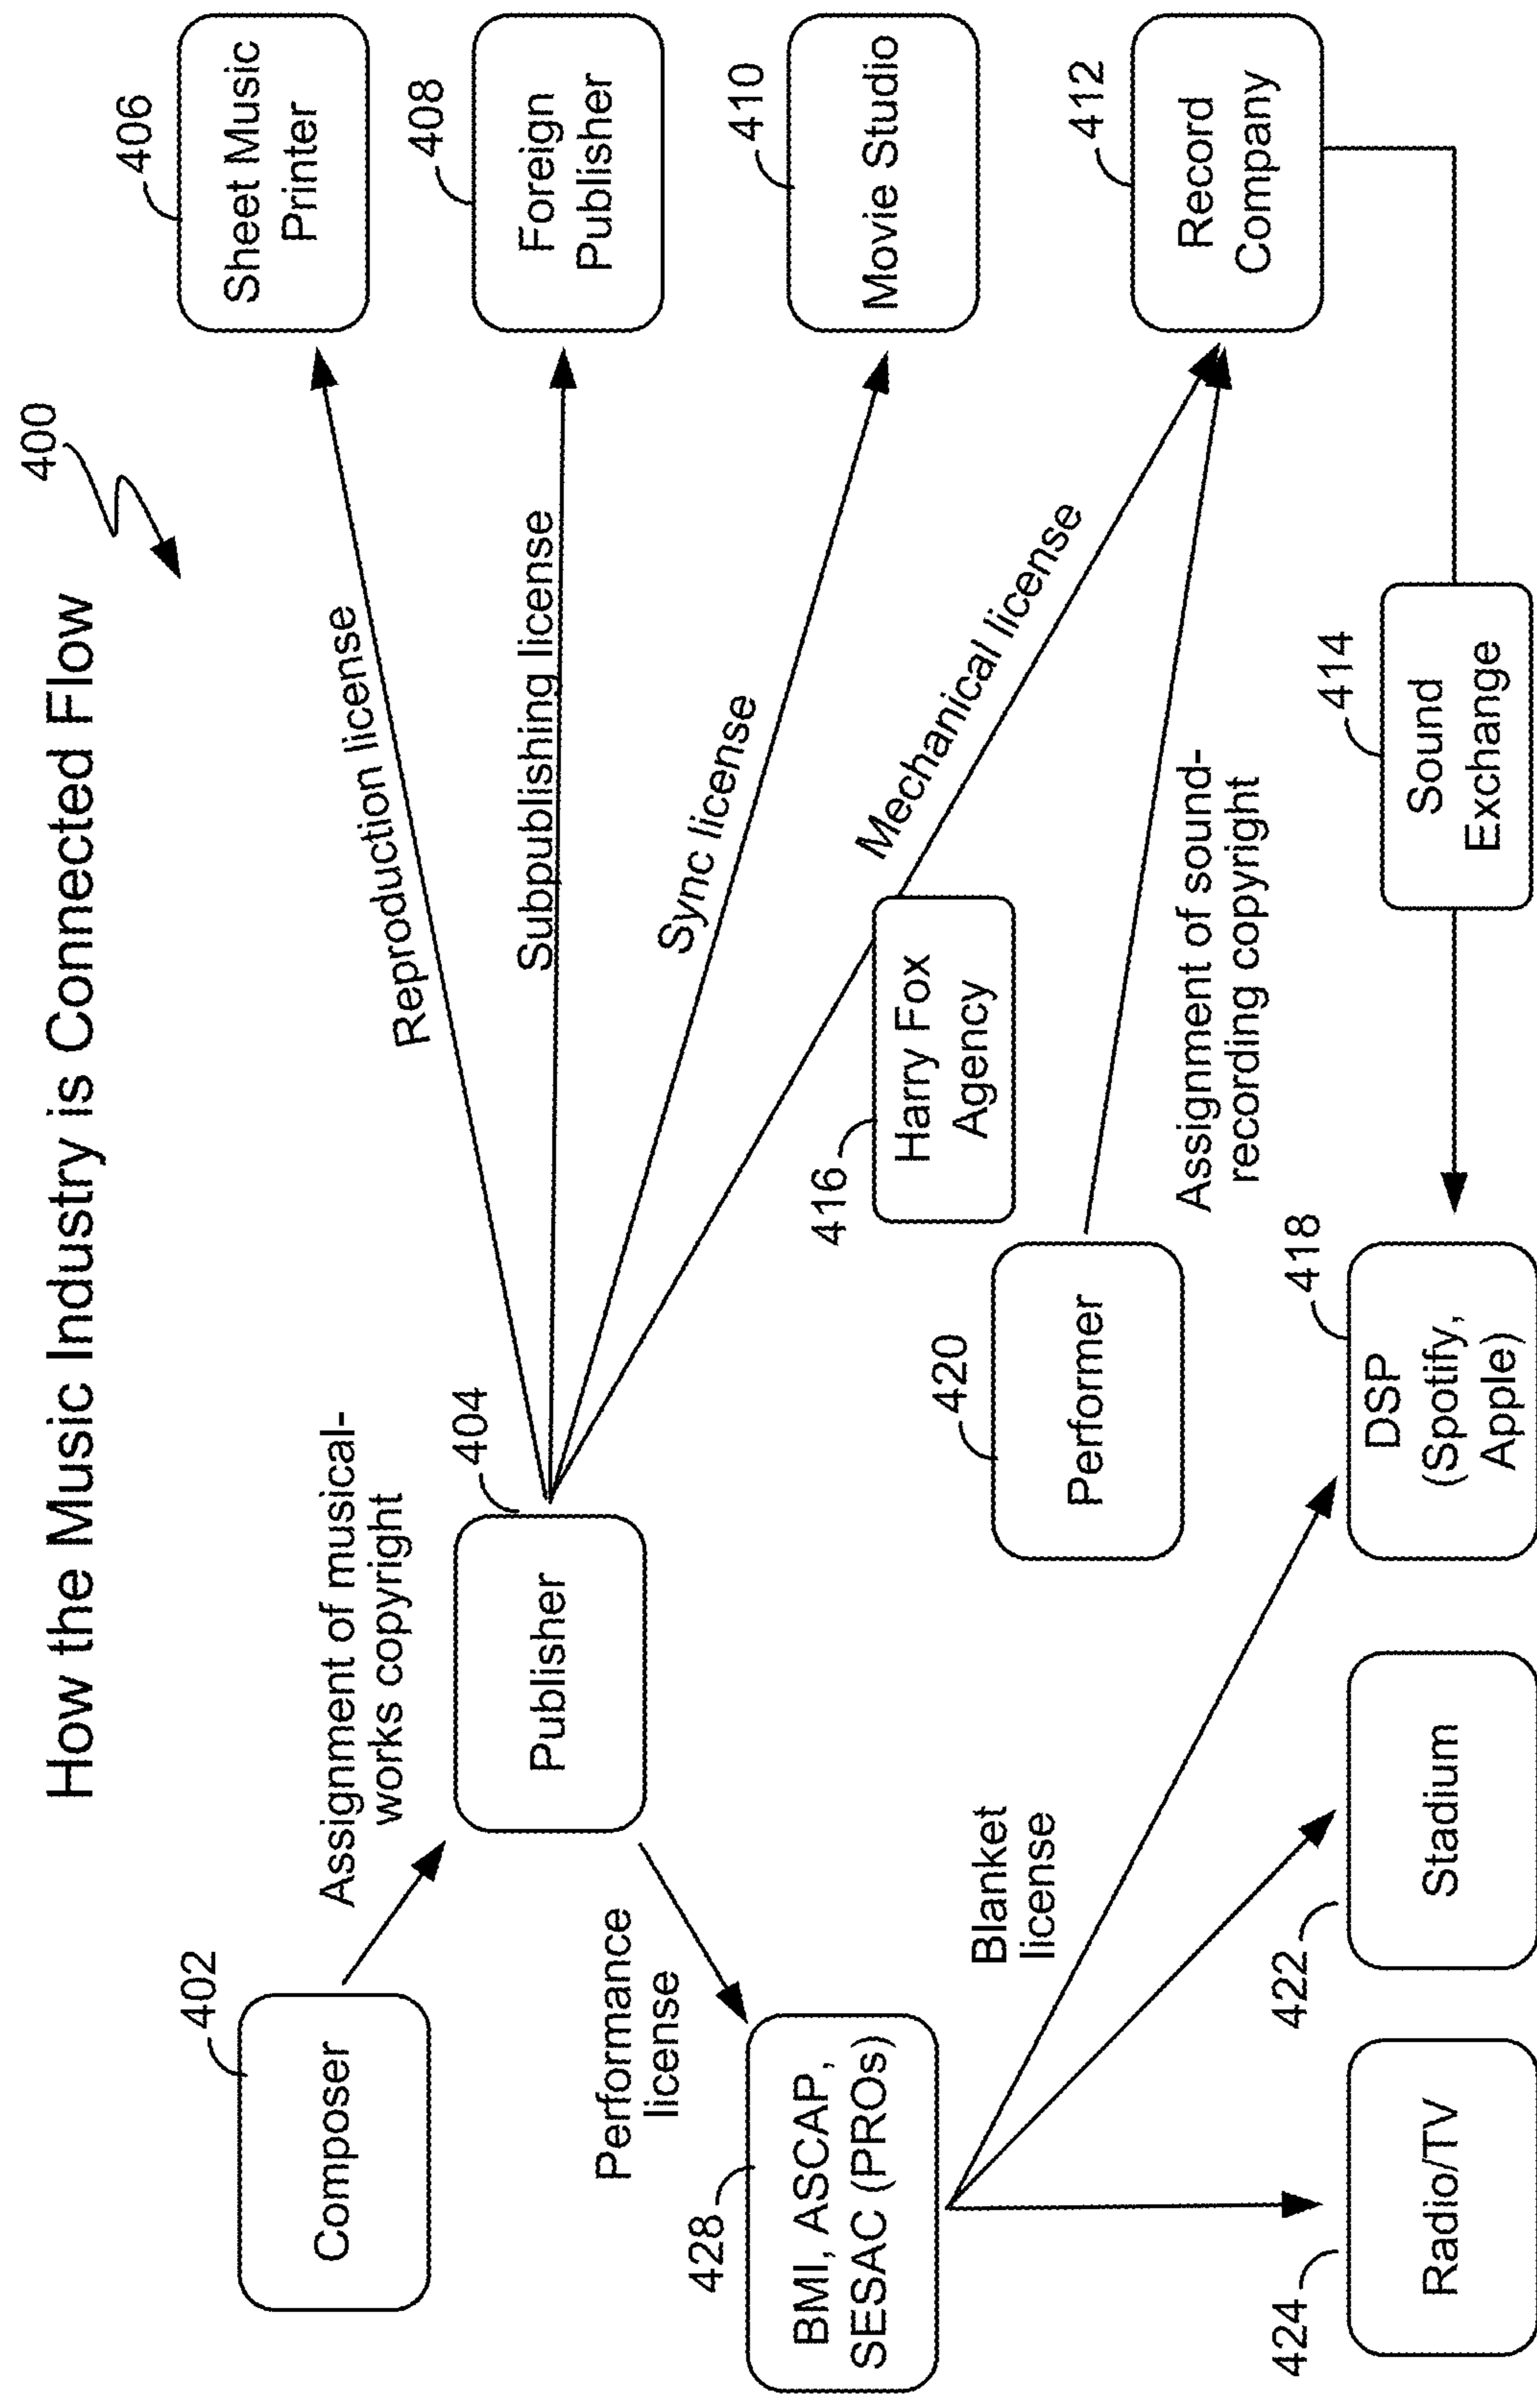 How the Music Industry is Connected Flow
400
402
Composer
Assignment of musical-
works copyright
404
Publisher
Reproduction license
406
Sheet Music
Printer
Subpublishing license
408
Foreign
Publisher
Sync license
410
Movie Studio
Mechanical license
412
Record
Company
416
Harry Fox
Agency
Performance
license
428
BMI, ASCAP,
SESAC (PROs)
420
Performer
Assignment of sound-
recording copyright
414
Sound
Exchange
Blanket
license
424
Radio/TV
422
Stadium
418
DSP
(Spotify,
Apple)